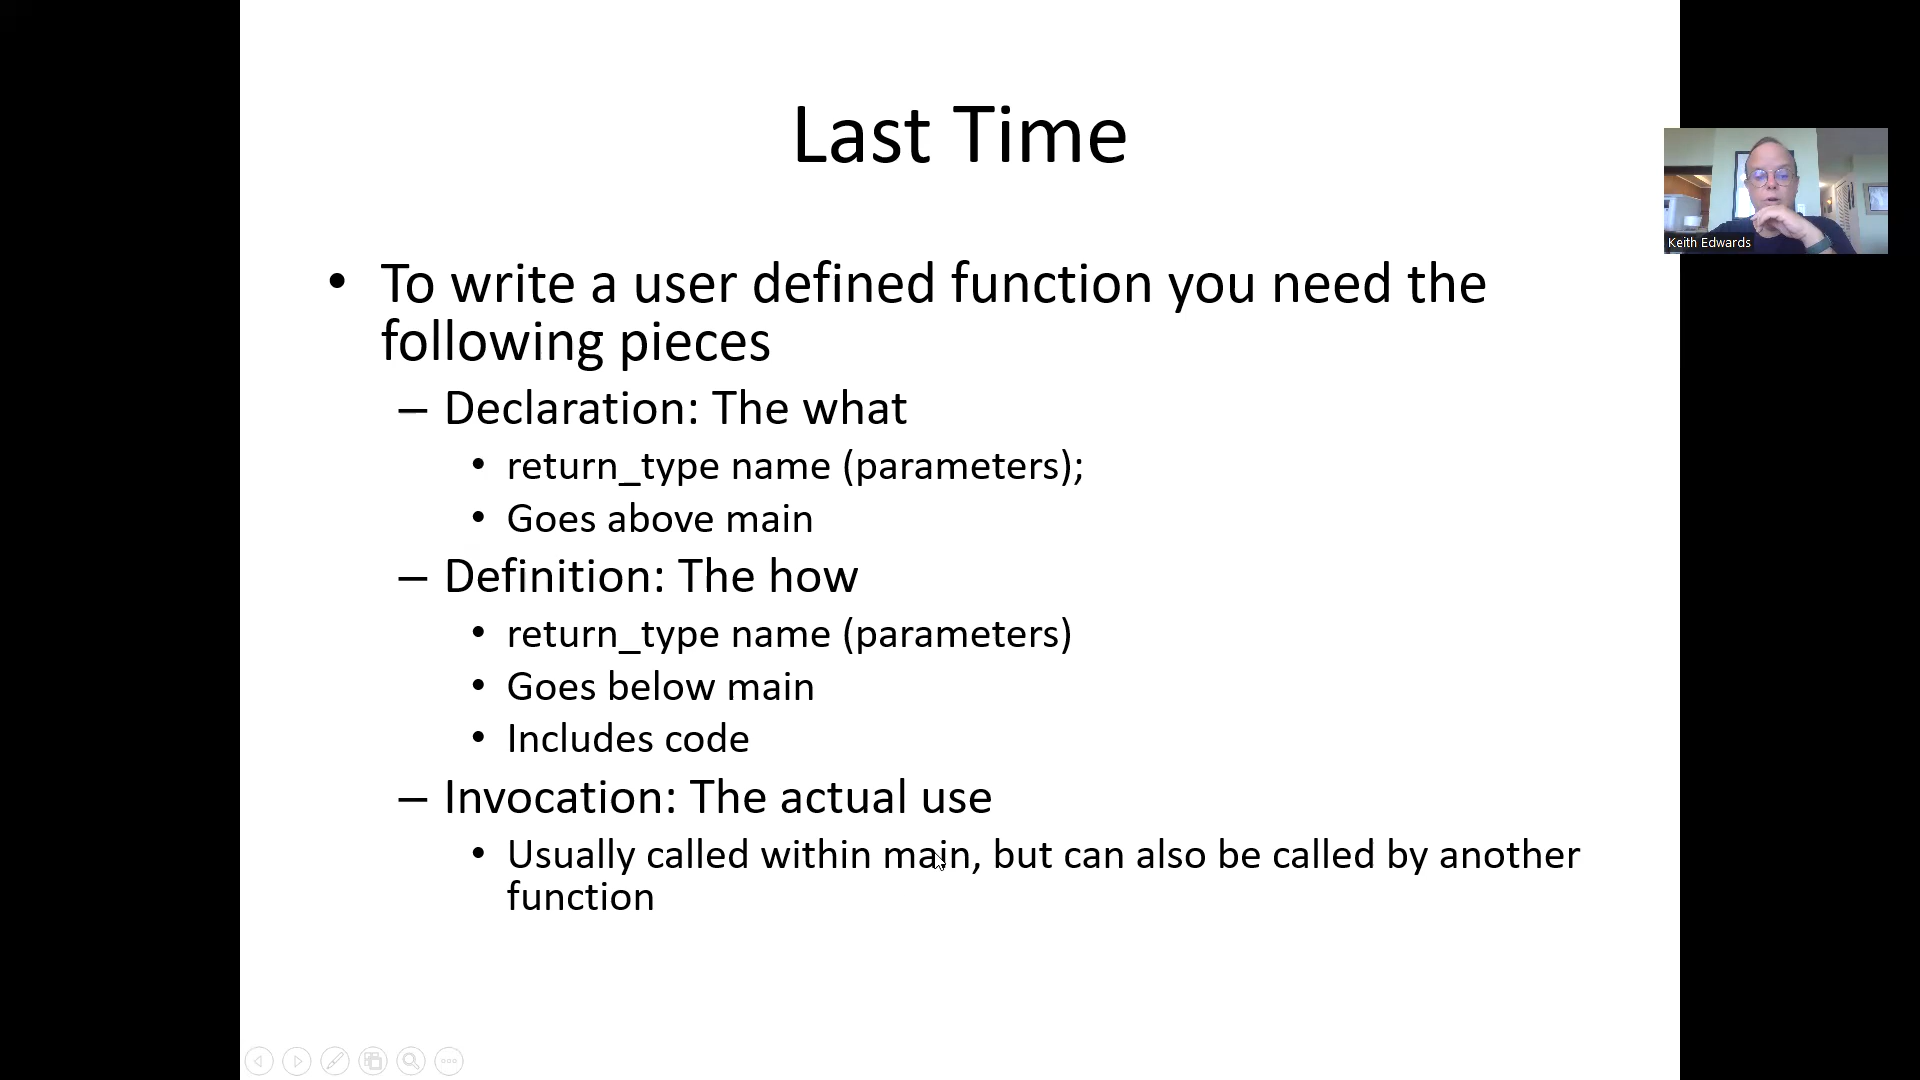 Last Time
Keith Edwards
• To write a user defined function you need the
following pieces
– Declaration: The what
• return_type name (parameters);
• Goes above main
– Definition: The how
• return_type name (parameters)
• Goes below main
• Includes code
– Invocation: The actual use
• Usually called within main, but can also be called by another
function